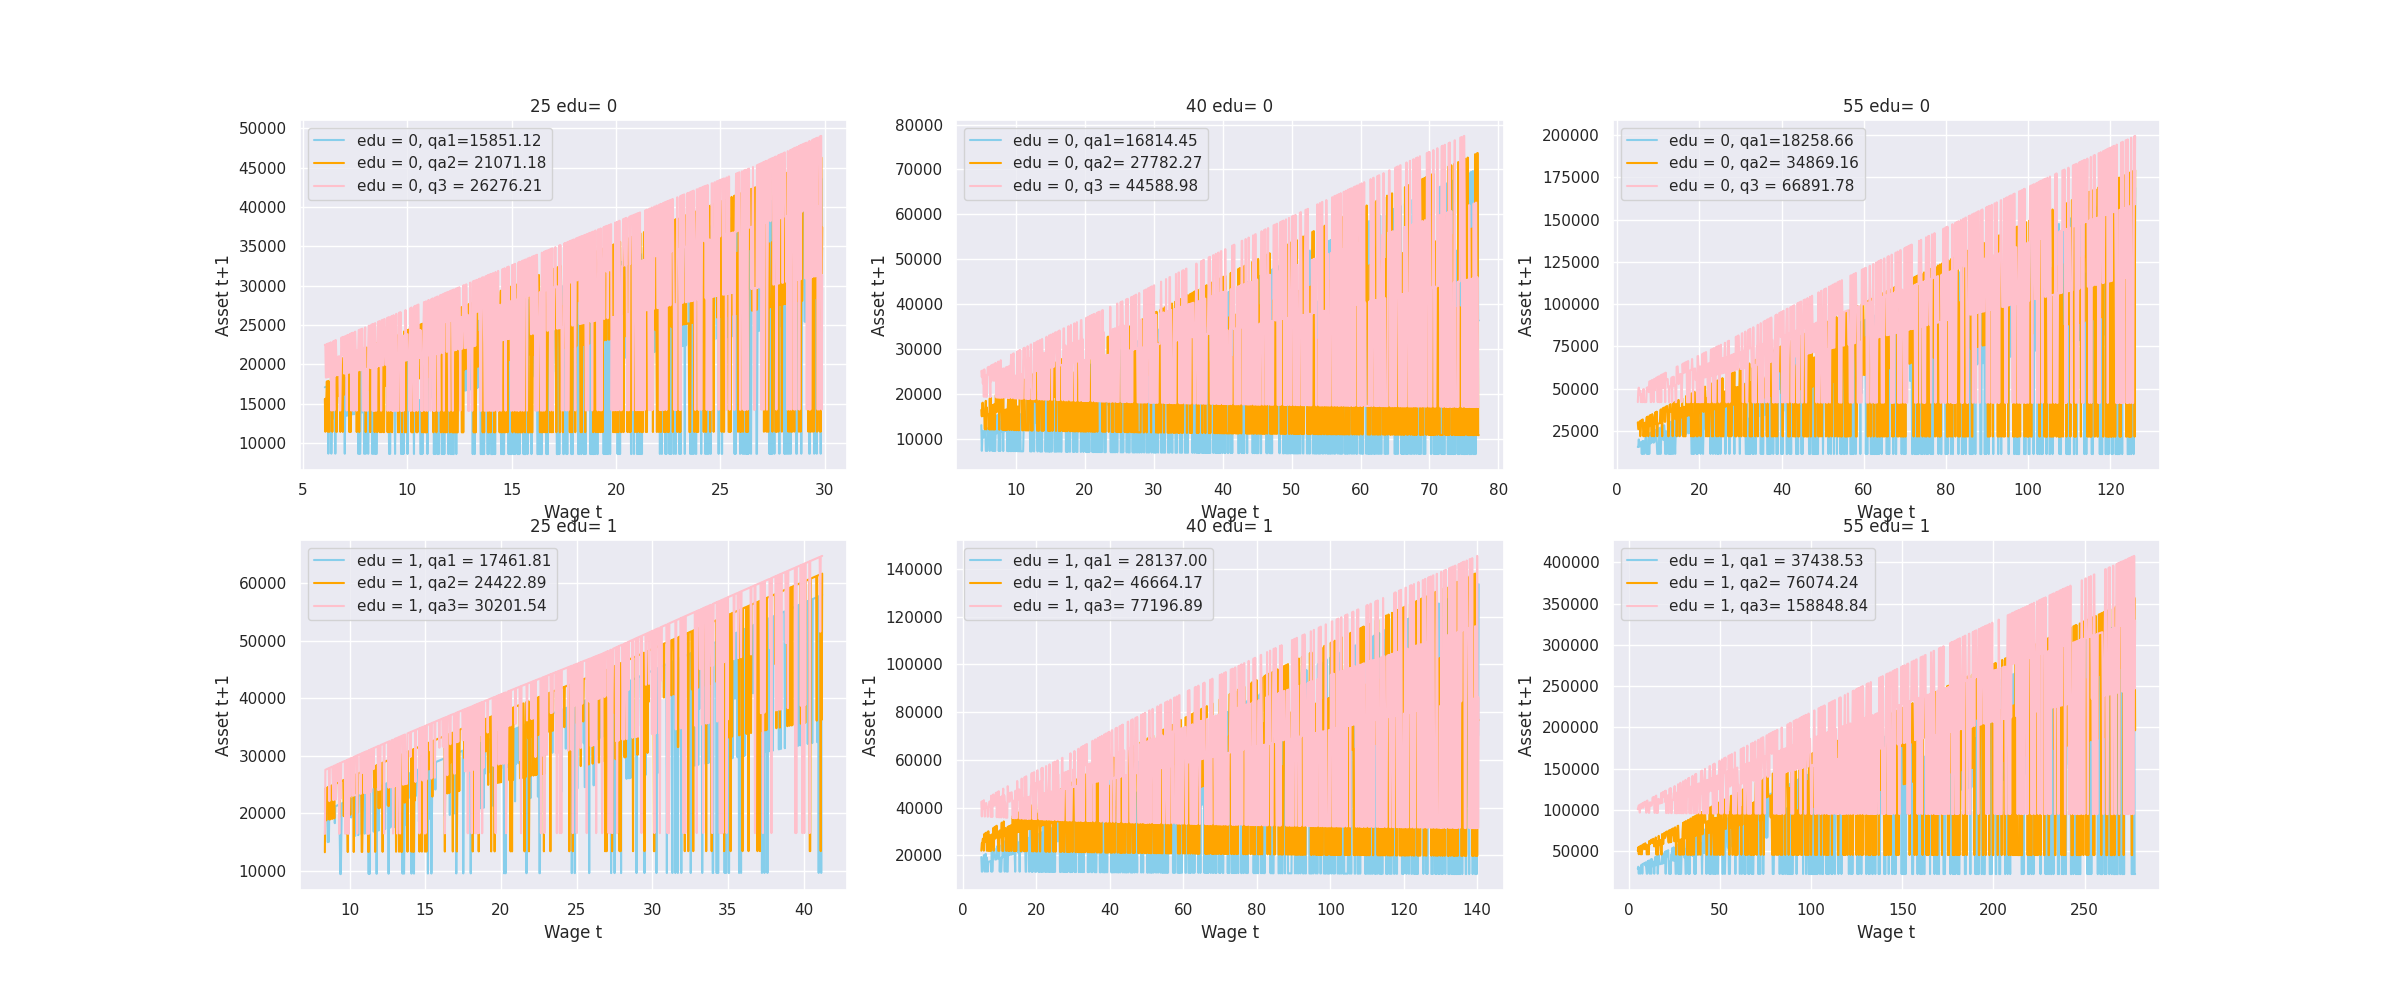 25 edu= 0
50000
45000
40000
35000
30000
25000
20000
15000
10000
Asset t+1
edu = 0, qa1=15851.12
edu = 0, qa2= 21071.18
edu = 0, q3 = 26276.21
5 10 15 20 25 30
Wage t
40 edu= 0
80000
70000
60000
50000
40000
30000
20000
10000
Asset t+1
edu = 0, qa1=16814.45
edu = 0, qa2= 27782.27
edu = 0, q3 = 44588.98
10 20 30 40 50 60 70 80
Wage t
55 edu= 0
200000
175000
150000
125000
100000
75000
50000
25000
Asset t+1
edu = 0, qa1=18258.66
edu = 0, qa2= 34869.16
edu = 0, q3 = 66891.78
0 20 40 60 80 100 120
Wage t
25 edu= 1
60000
50000
40000
30000
20000
10000
Asset t+1
edu = 1, qa1 = 17461.81
edu = 1, qa2= 24422.89
edu = 1, qa3= 30201.54
10 15 20 25 30 35 40
Wage t
40 edu= 1
140000
120000
100000
80000
60000
40000
20000
Asset t+1
edu = 1, qa1 = 28137.00
edu = 1, qa2= 46664.17
edu = 1, qa3= 77196.89
0 20 40 60 80 100 120 140
Wage t
55 edu= 1
400000
350000
300000
250000
200000
150000
100000
50000
Asset t+1
edu = 1, qa1 = 37438.53
edu = 1, qa2= 76074.24
edu = 1, qa3= 158848.84
0 50 100 150 200 250
Wage t